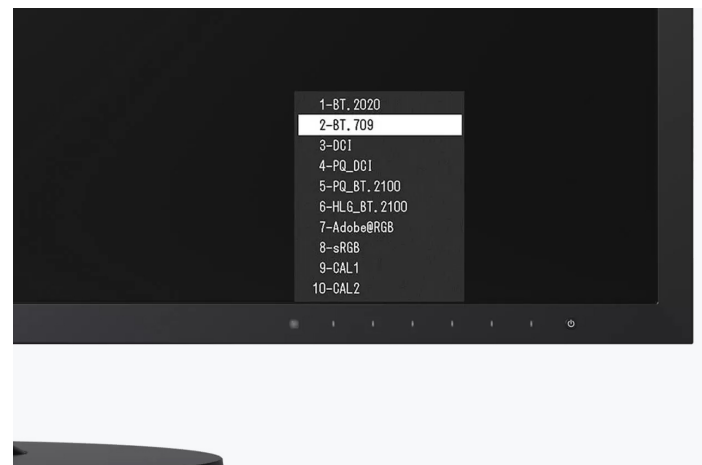 1-BT.2020
2-BT.709
3-DCI
4-PQ_DCI
5-PQ_BT.2100
6-HLG_BT.2100
7-Adobe®RGB
8-sRGB
9-CAL1
10-CAL2